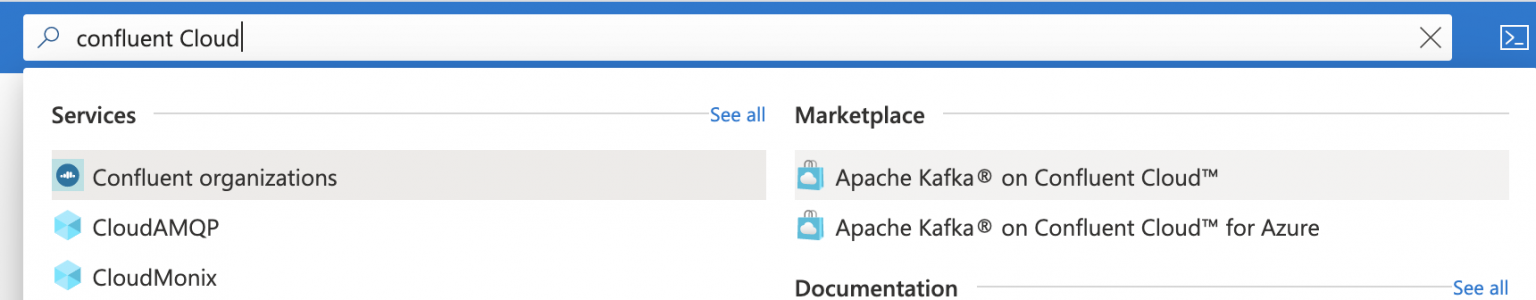 confluent Cloud
Services
See all
Confluent organizations
CloudAMQP
CloudMonix
Marketplace
Apache Kafka® on Confluent Cloud™
Apache Kafka® on Confluent Cloud™ for Azure
Documentation
See all